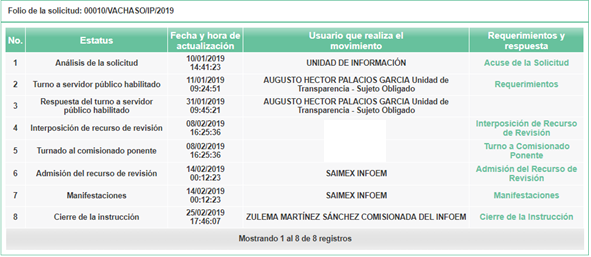 Folio de la solicitud: 00010/VACHASO/IP/2019
No. Estatus Fecha y hora de actualización Usuario que realiza el movimiento Requerimientos y respuesta
1 Análisis de la solicitud 10/01/2019 14:41:23 UNIDAD DE INFORMACIÓN Acuse de la Solicitud
2 Turno a servidor público habilitado 11/01/2019 09:24:51 AUGUSTO HECTOR PALACIOS GARCIA Unidad de Transparencia - Sujeto Obligado Requerimientos
3 Respuesta del turno a servidor público habilitado 31/01/2019 09:45:21 AUGUSTO HECTOR PALACIOS GARCIA Unidad de Transparencia - Sujeto Obligado
4 Interposición de recurso de revisión 08/02/2019 16:25:36 Interposición de Recurso de Revisión
5 Turnado al comisionado ponente 08/02/2019 16:25:36 Turno a Comisionado Ponente
6 Admisión del recurso de revisión 14/02/2019 00:12:23 SAIMEX INFOEM Admisión del Recurso de Revisión
7 Manifestaciones 14/02/2019 00:12:23 SAIMEX INFOEM Manifestaciones
8 Cierre de la instrucción 25/02/2019 17:46:07 ZULEMA MARTÍNEZ SÁNCHEZ COMISIONADA DEL INFOEM Cierre de la Instrucción
Mostrando 1 al 8 de 8 registros